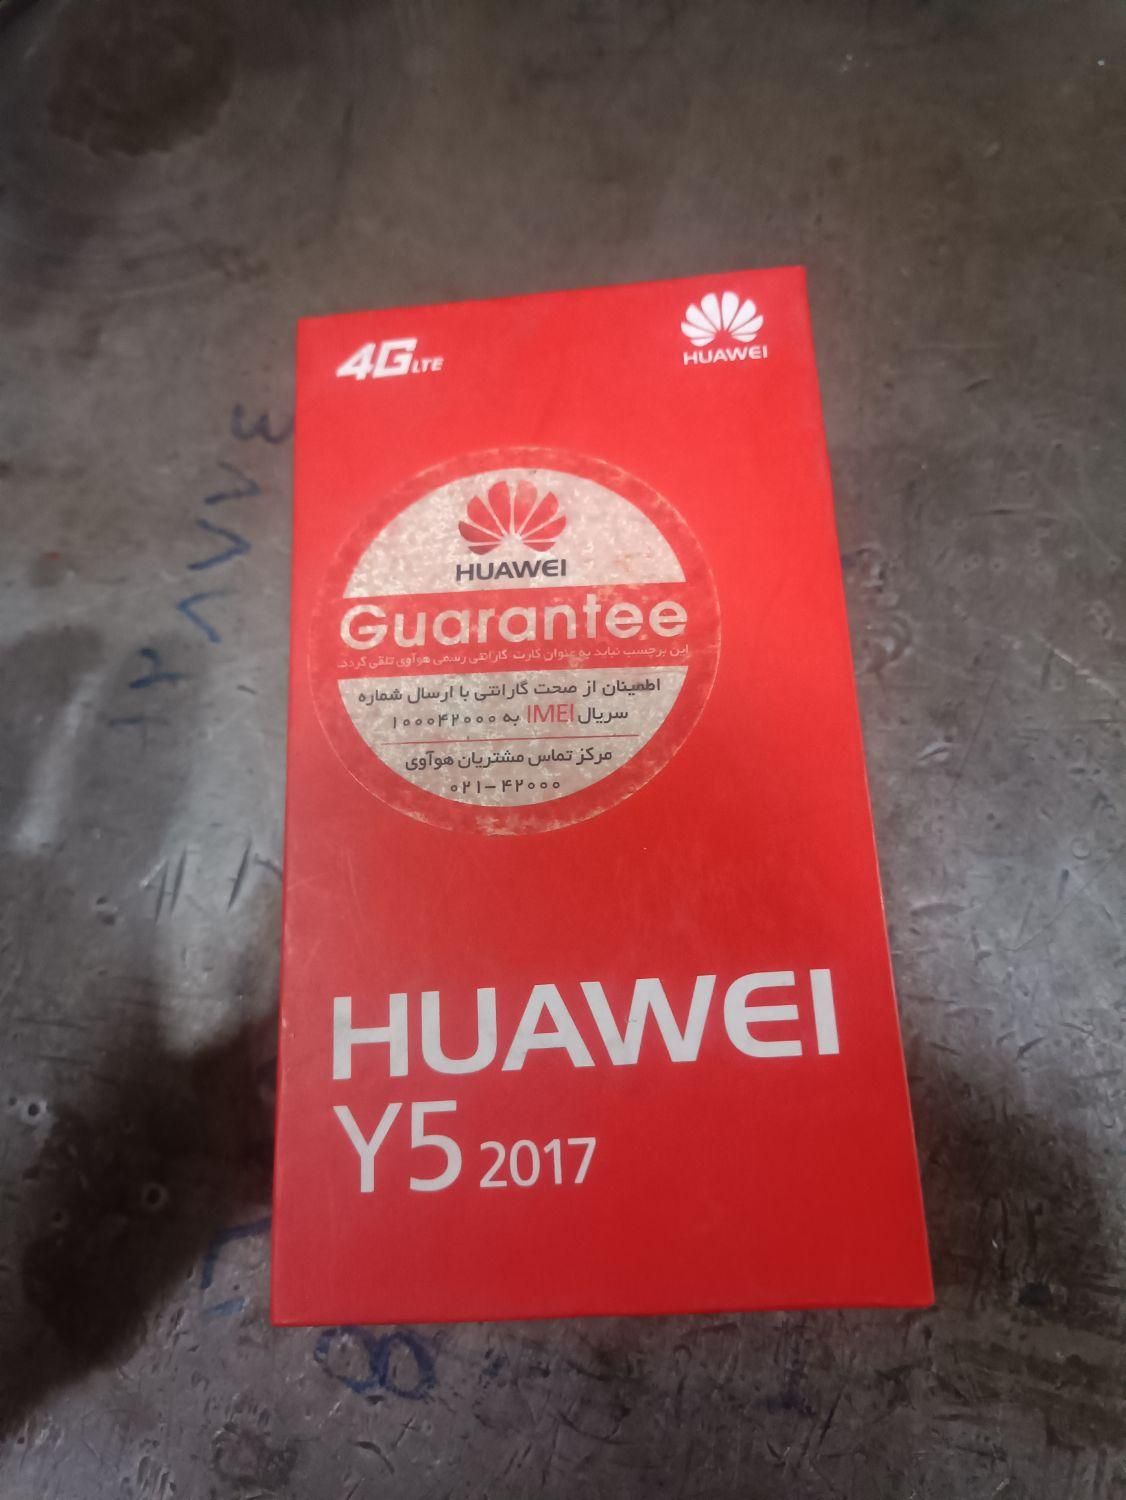 4G LTE
HUAWEI
HUAWEI
Guarantee
این برچسب نباید به عنوان کارت گارانتی رسمی هوآوی تلقی گردد.
اطمینان از صحت گارانتی با ارسال شماره
سریال IMEI به ۱۰۰۰۴۲۰۰۰
مرکز تماس مشتریان هوآوی
۰۲۱-۴۲۰۰۰
HUAWEI
Y5 2017